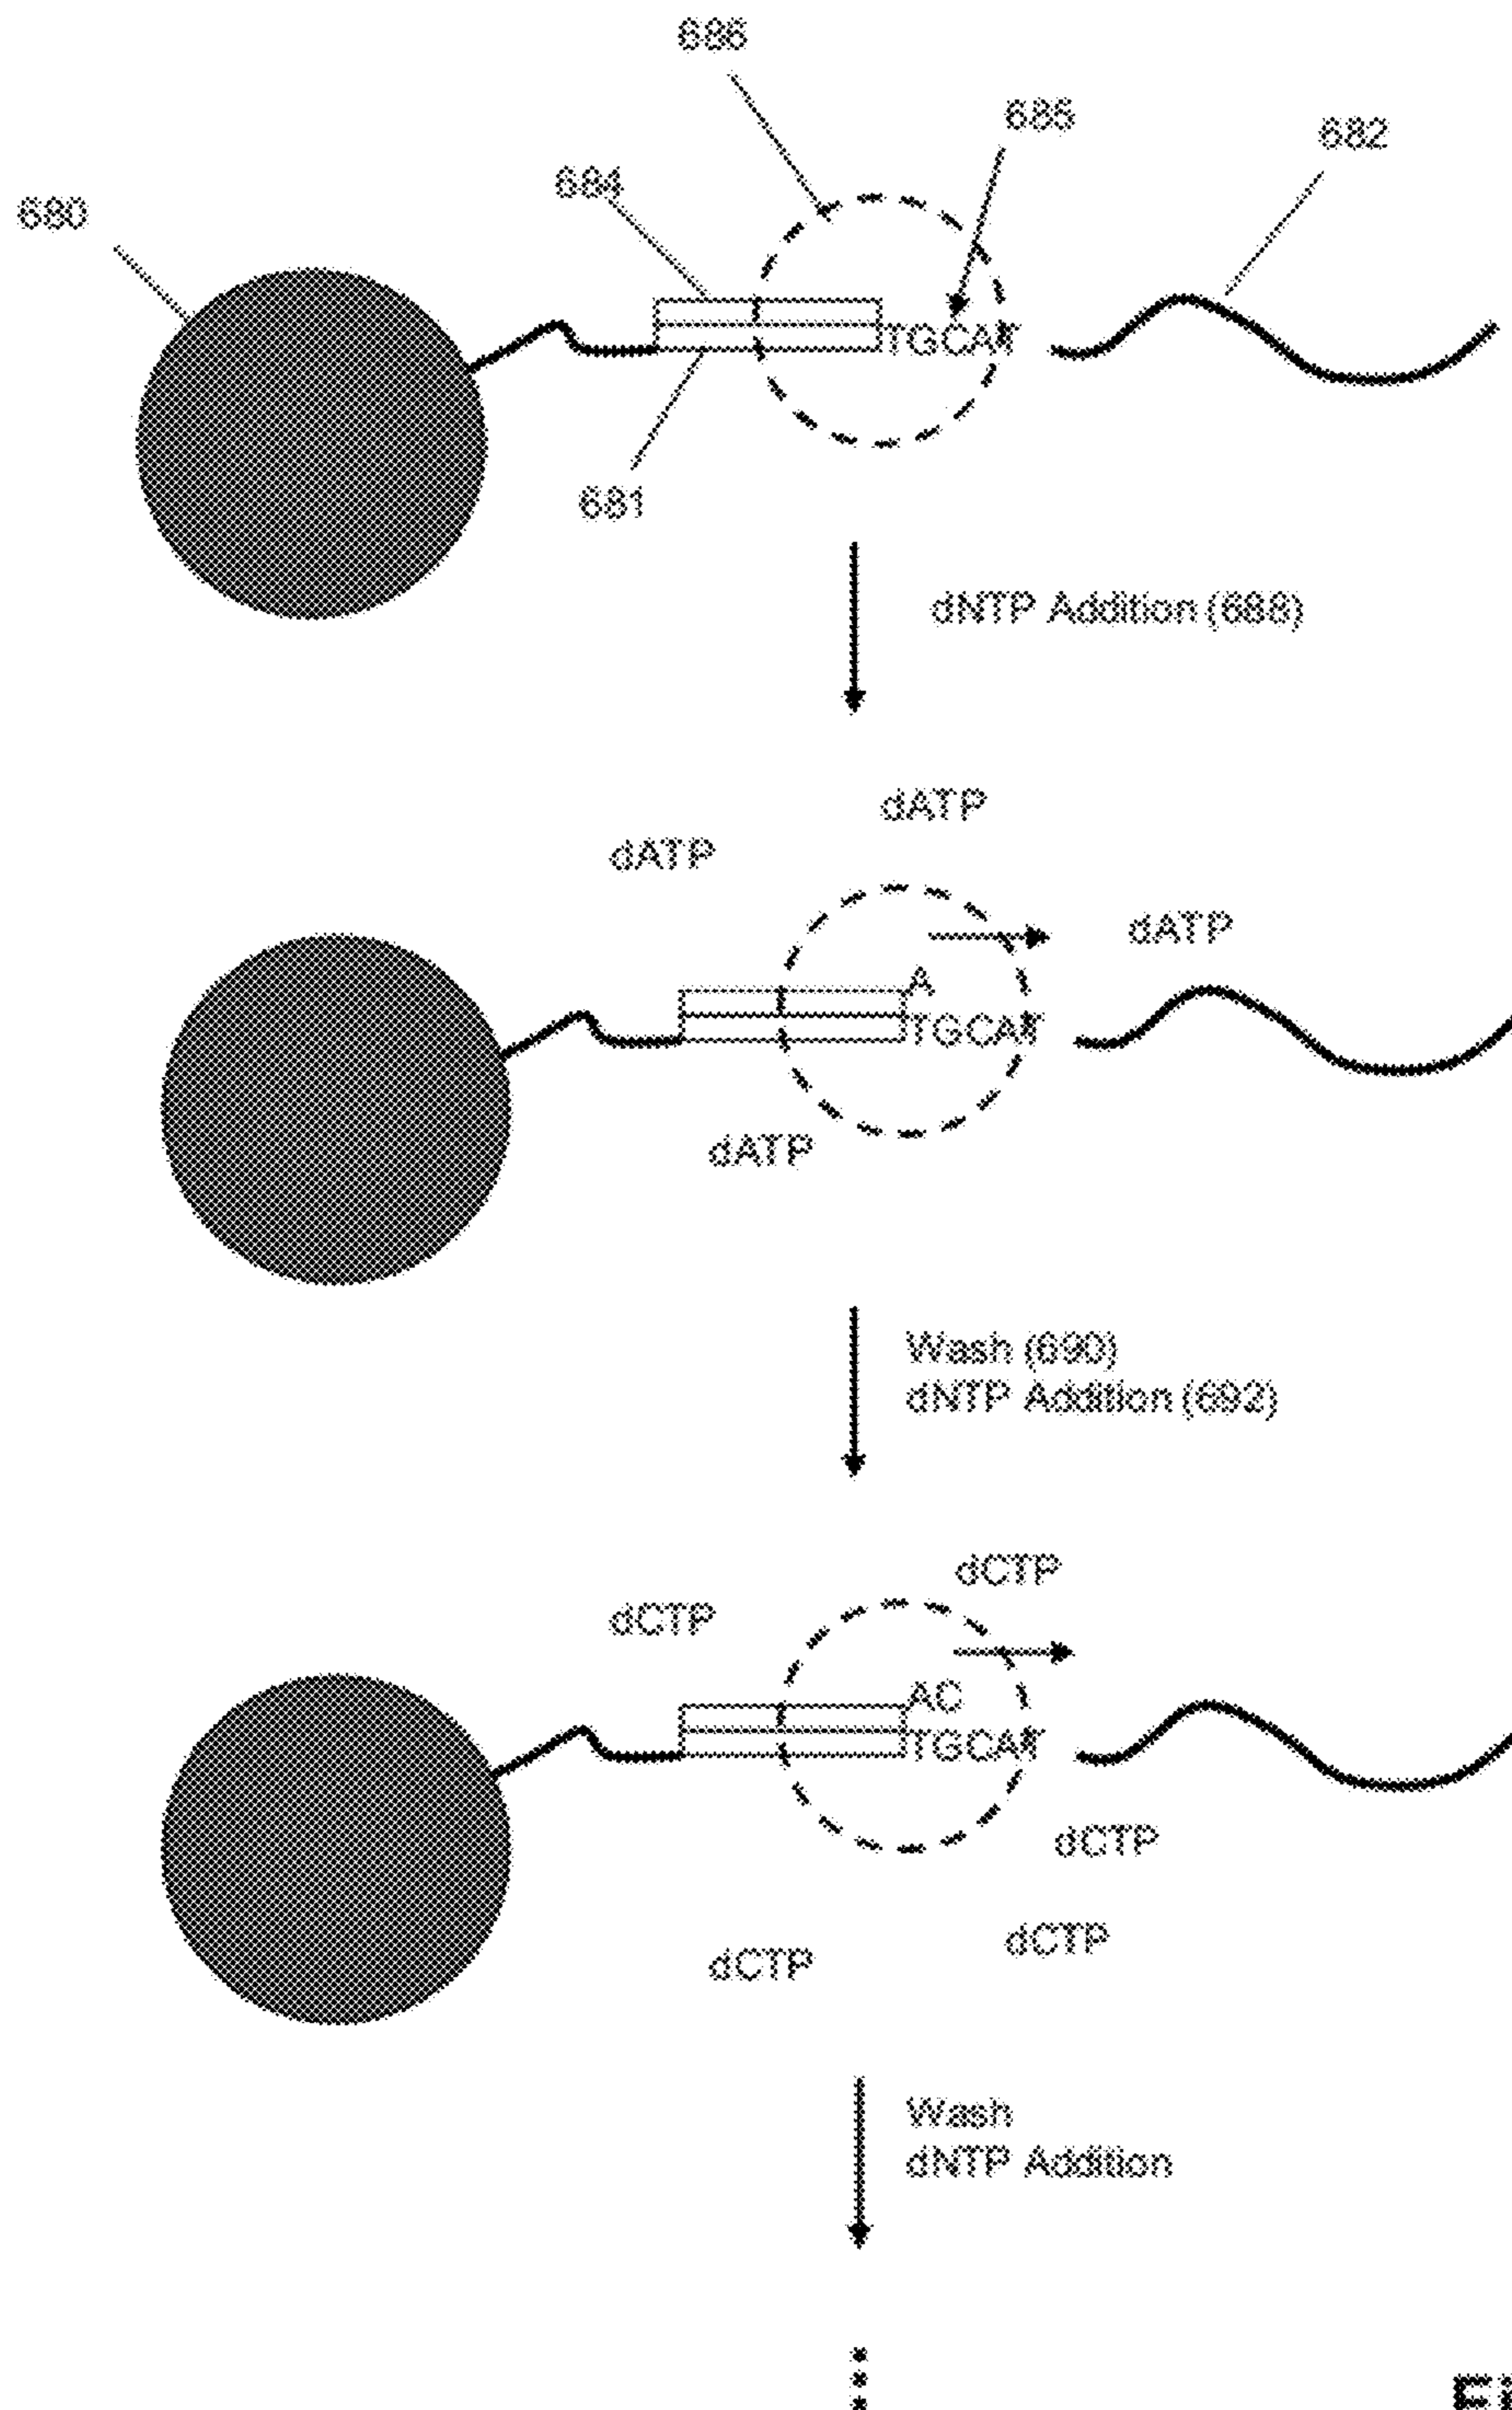 686
685
682
684
680
TGCAT
681
dNTP Addition (688)
dATP
dATP
dATP
A
TGCAT
dATP
Wash (690)
dNTP Addition (692)
dCTP
dCTP
AC
TGCAT
dCTP
dCTP
dCTP
Wash
dNTP Addition